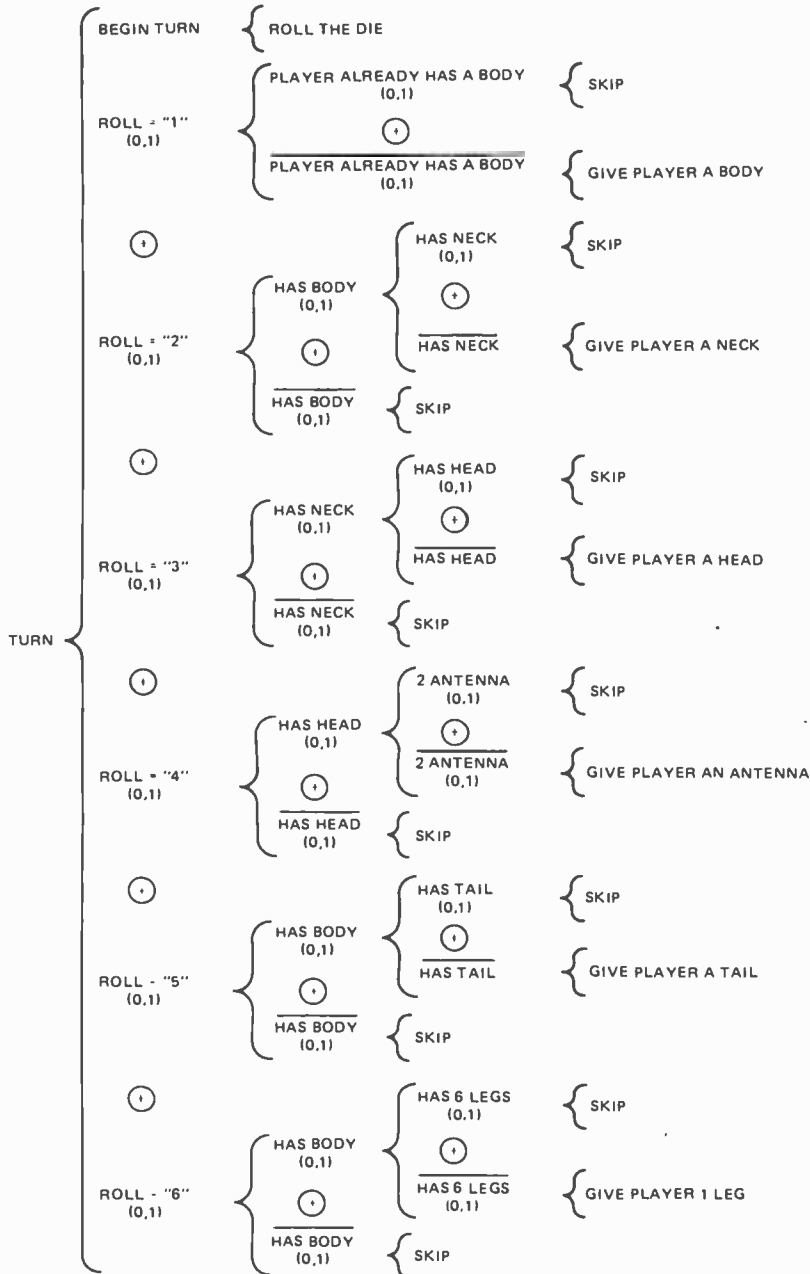 BEGIN TURN
ROLL THE DIE
ROLL = "1"
(0,1)
PLAYER ALREADY HAS A BODY
(0,1)
SKIP
+
PLAYER ALREADY HAS A BODY
(0,1)
GIVE PLAYER A BODY
+
ROLL = "2"
(0,1)
HAS BODY
(0,1)
HAS NECK
(0,1)
SKIP
+
HAS NECK
GIVE PLAYER A NECK
+
HAS BODY
(0,1)
SKIP
+
ROLL = "3"
(0,1)
HAS NECK
(0,1)
HAS HEAD
(0,1)
SKIP
+
HAS HEAD
GIVE PLAYER A HEAD
+
HAS NECK
(0,1)
SKIP
TURN
+
ROLL = "4"
(0,1)
HAS HEAD
(0,1)
2 ANTENNA
(0,1)
SKIP
+
2 ANTENNA
(0,1)
GIVE PLAYER AN ANTENNA
+
HAS HEAD
(0,1)
SKIP
+
ROLL - "5"
(0,1)
HAS BODY
(0,1)
HAS TAIL
(0,1)
SKIP
+
HAS TAIL
GIVE PLAYER A TAIL
+
HAS BODY
(0,1)
SKIP
+
ROLL - "6"
(0,1)
HAS BODY
(0,1)
HAS 6 LEGS
(0,1)
SKIP
+
HAS 6 LEGS
(0,1)
GIVE PLAYER 1 LEG
+
HAS BODY
(0,1)
SKIP